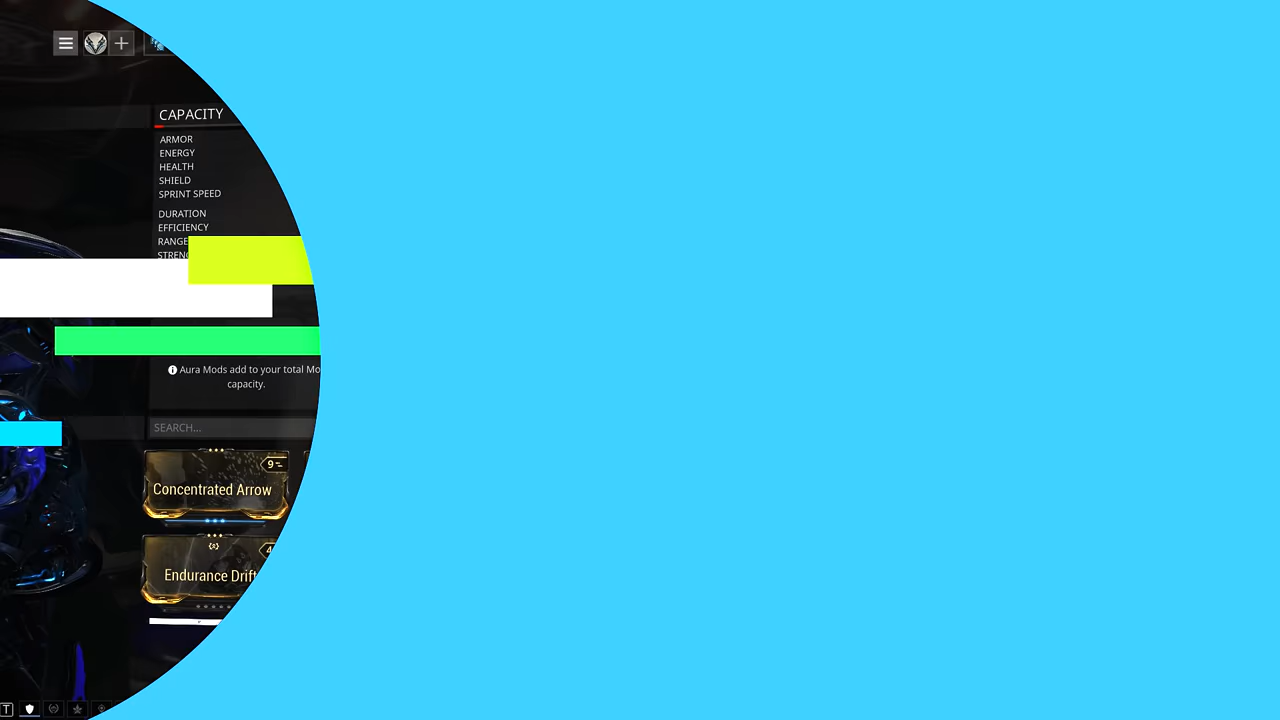 CAPACITY
ARMOR
ENERGY
HEALTH
SHIELD
SPRINT SPEED
DURATION
EFFICIENCY
RANGE
Aura Mods add to your total
capacity.
SEARCH...
9
Concentrated Arrow
4
Endurance Drift
T